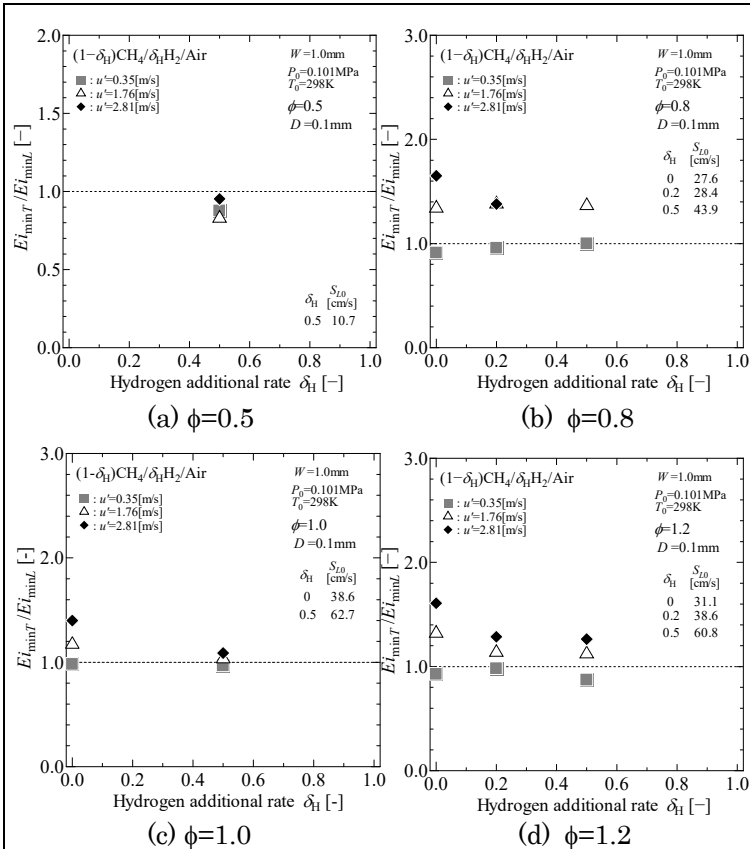 2.0
(1−δH)CH4/δHH2/Air
W=1.0mm
P0=0.101MPa
T0=298K
: u'=0.35[m/s]
: u'=1.76[m/s]
: u'=2.81[m/s]
ϕ=0.5
D=0.1mm
1.5
1.0
0.5
0.0
EiminT/EiminL [−]
δH SL0 [cm/s]
0.5 10.7
0.0 0.2 0.4 0.6 0.8 1.0
Hydrogen additional rate δH [−]
(a) ϕ=0.5
3.0
(1−δH)CH4/δHH2/Air
W=1.0mm
P0=0.101MPa
T0=298K
: u'=0.35[m/s]
: u'=1.76[m/s]
: u'=2.81[m/s]
ϕ=0.8
D=0.1mm
2.0
1.0
0.0
EiminT/EiminL [−]
δH SL0 [cm/s]
0 27.6
0.2 28.4
0.5 43.9
0.0 0.2 0.4 0.6 0.8 1.0
Hydrogen additional rate δH [−]
(b) ϕ=0.8
3.0
(1-δH)CH4/δHH2/Air
W=1.0mm
P0=0.101MPa
T0=298K
: u'=0.35[m/s]
: u'=1.76[m/s]
: u'=2.81[m/s]
ϕ=1.0
D=0.1mm
2.0
1.0
0.0
EiminT/EiminL [-]
δH SL0 [cm/s]
0 38.6
0.5 62.7
0.0 0.2 0.4 0.6 0.8 1.0
Hydrogen additional rate δH [-]
(c) ϕ=1.0
3.0
(1−δH)CH4/δHH2/Air
W=1.0mm
P0=0.101MPa
T0=298K
: u'=0.35[m/s]
: u'=1.76[m/s]
: u'=2.81[m/s]
ϕ=1.2
D=0.1mm
2.0
1.0
0.0
EiminT/EiminL [−]
δH SL0 [cm/s]
0 31.1
0.2 38.6
0.5 60.8
0.0 0.2 0.4 0.6 0.8 1.0
Hydrogen additional rate δH [−]
(d) ϕ=1.2